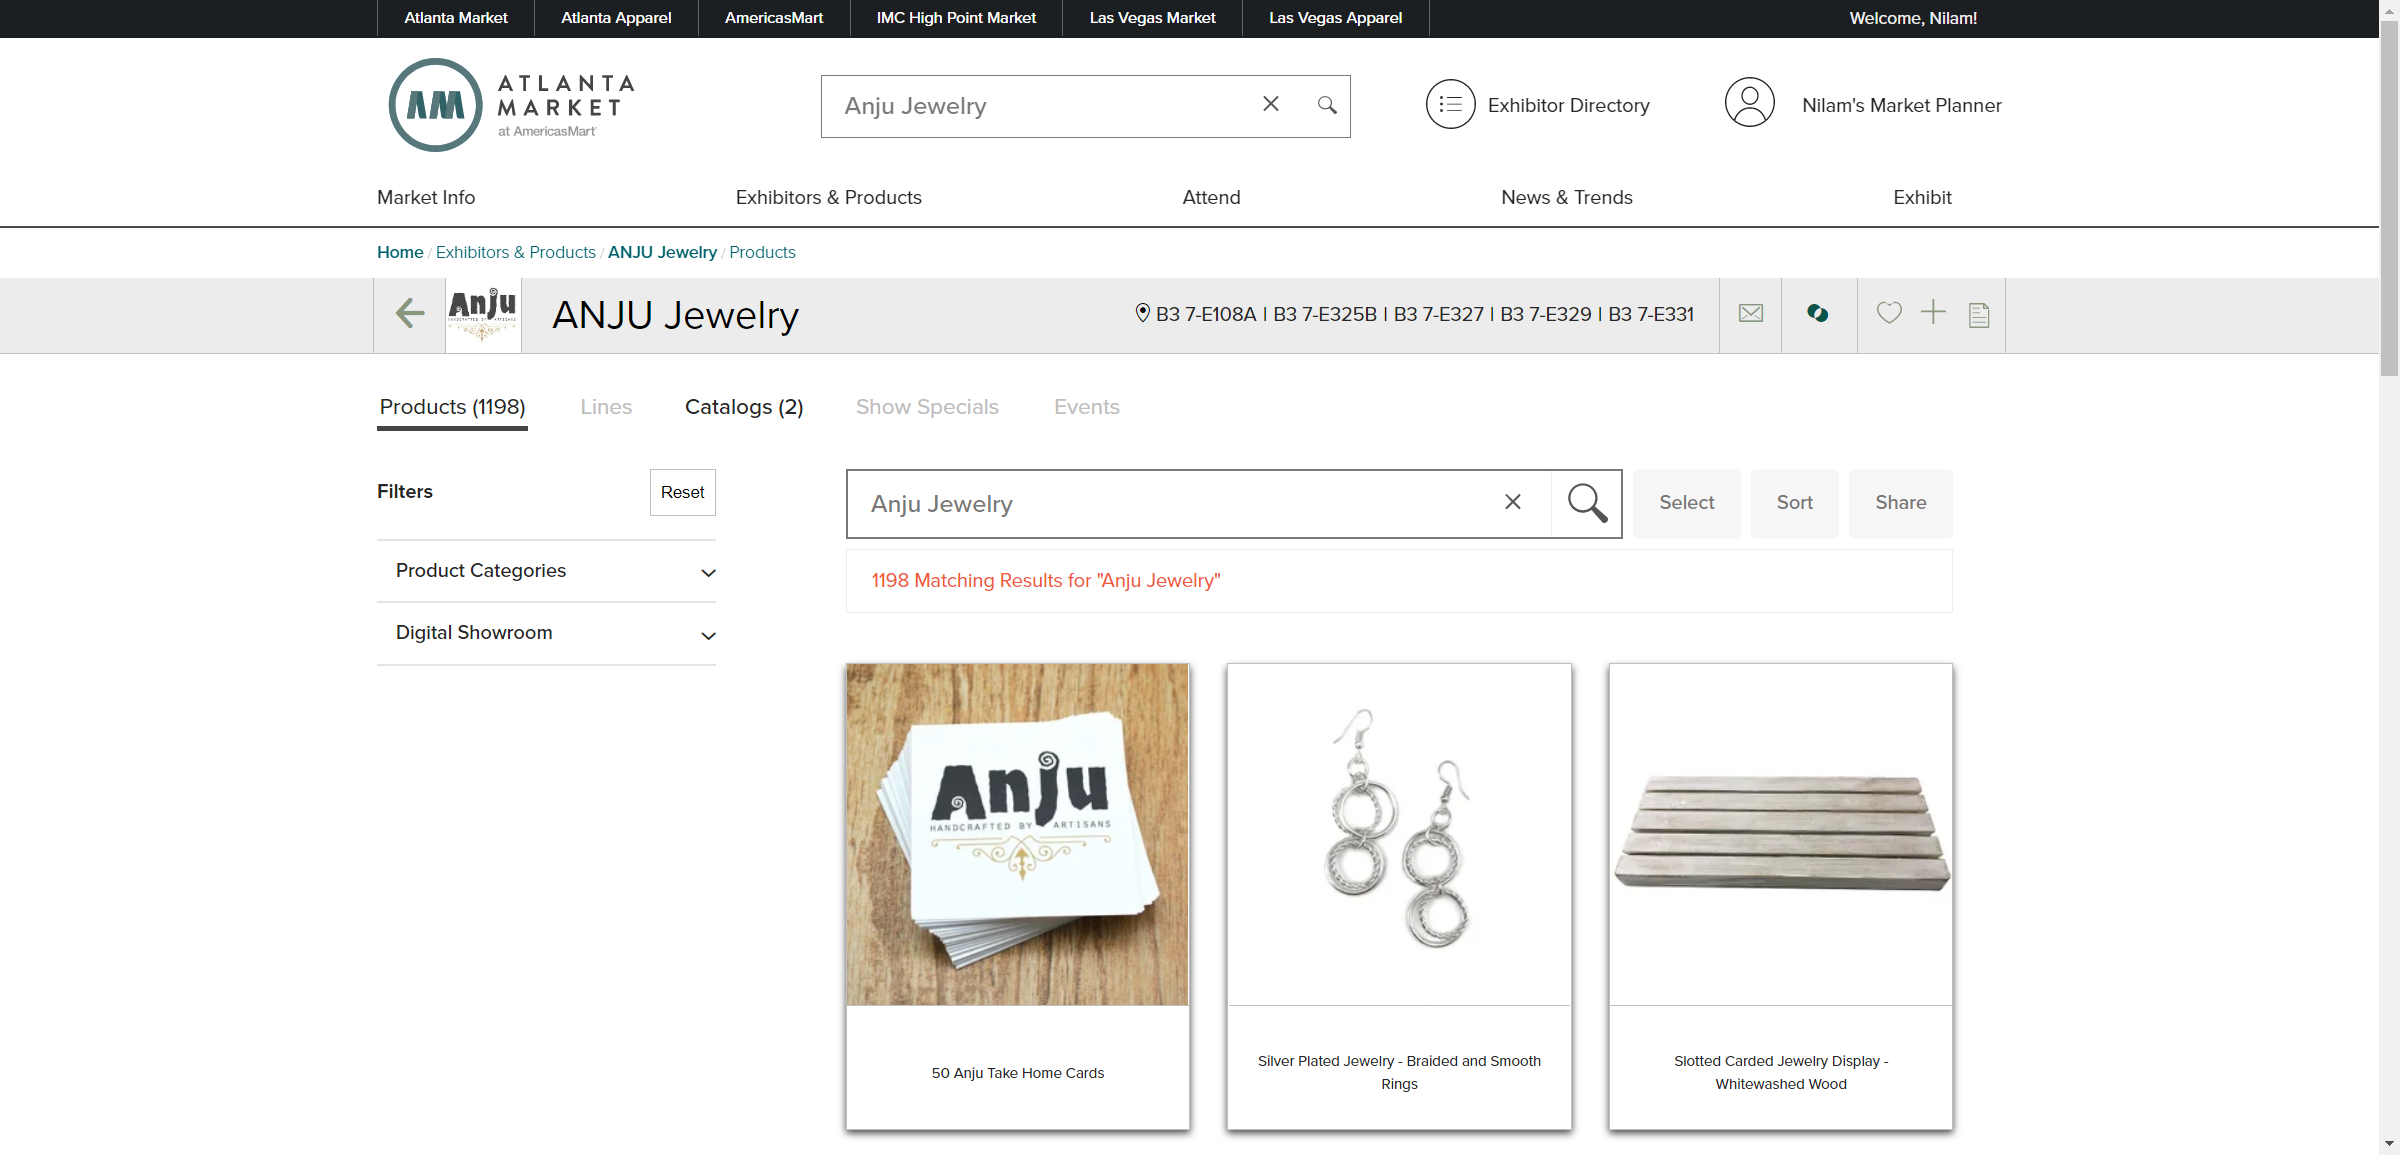 Atlanta Market
Atlanta Apparel
AmericasMart
IMC High Point Market
Las Vegas Market
Las Vegas Apparel
Welcome, Nilam!
AM
ATLANTA
MARKET
at AmericasMart
Anju Jewelry
Exhibitor Directory
Nilam's Market Planner
Market Info
Exhibitors & Products
Attend
News & Trends
Exhibit
Home / Exhibitors & Products / ANJU Jewelry / Products
Anju
HANDCRAFTED BY ARTISANS
ANJU Jewelry
B3 7-E108A | B3 7-E325B | B3 7-E327 | B3 7-E329 | B3 7-E331
Products (1198)
Lines
Catalogs (2)
Show Specials
Events
Filters
Reset
Product Categories
Digital Showroom
Anju Jewelry
Select
Sort
Share
1198 Matching Results for "Anju Jewelry"
Anju
HANDCRAFTED BY ARTISANS
50 Anju Take Home Cards
Silver Plated Jewelry - Braided and Smooth
Rings
Slotted Carded Jewelry Display -
Whitewashed Wood